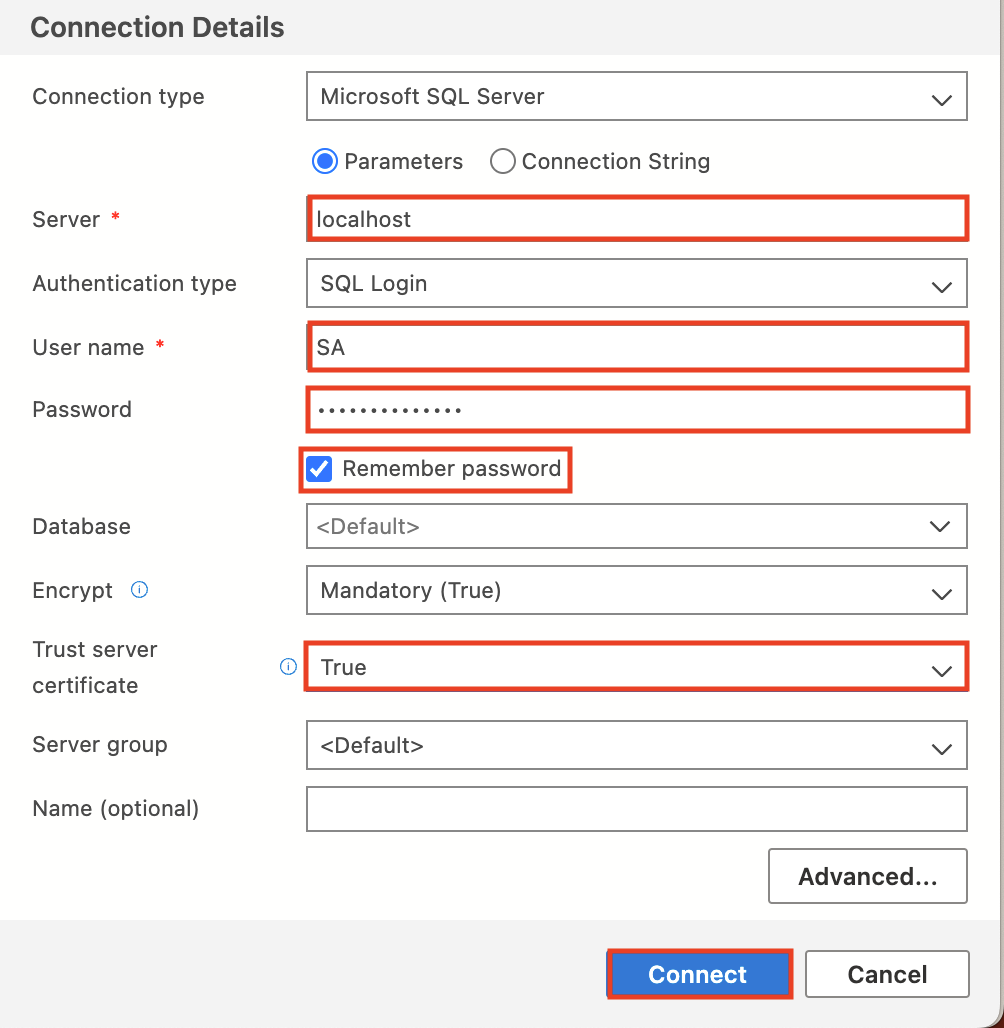 Connection Details
Connection type
Microsoft SQL Server
Parameters Connection String
Server * localhost
Authentication type SQL Login
User name * SA
Password ••••••••••••••
Remember password
Database <Default>
Encrypt Mandatory (True)
Trust server certificate True
Server group <Default>
Name (optional)
Advanced...
Connect Cancel